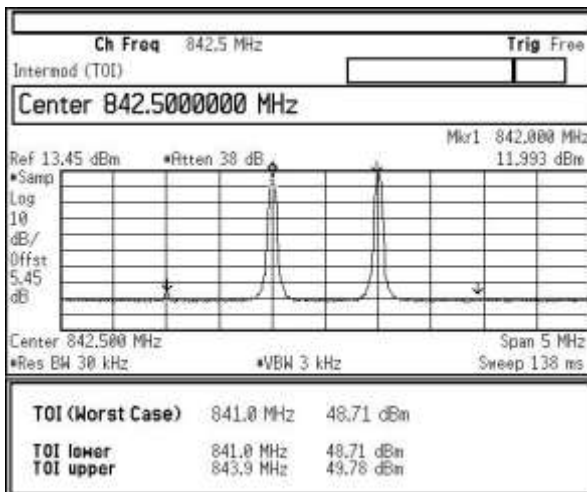 Ch Freq 842.5 MHz Trig Free
Intermod (TOI)
Center 842.5000000 MHz
Mkr1 842.000 MHz
Ref 13.45 dBm *Atten 38 dB 11.993 dBm
*Samp
Log
10
dB/
Offst
5.45
dB
Center 842.500 MHz Span 5 MHz
*Res BW 30 kHz *VBW 3 kHz Sweep 138 ms
TOI (Worst Case) 841.0 MHz 48.71 dBm
TOI lower 841.0 MHz 48.71 dBm
TOI upper 843.9 MHz 49.78 dBm